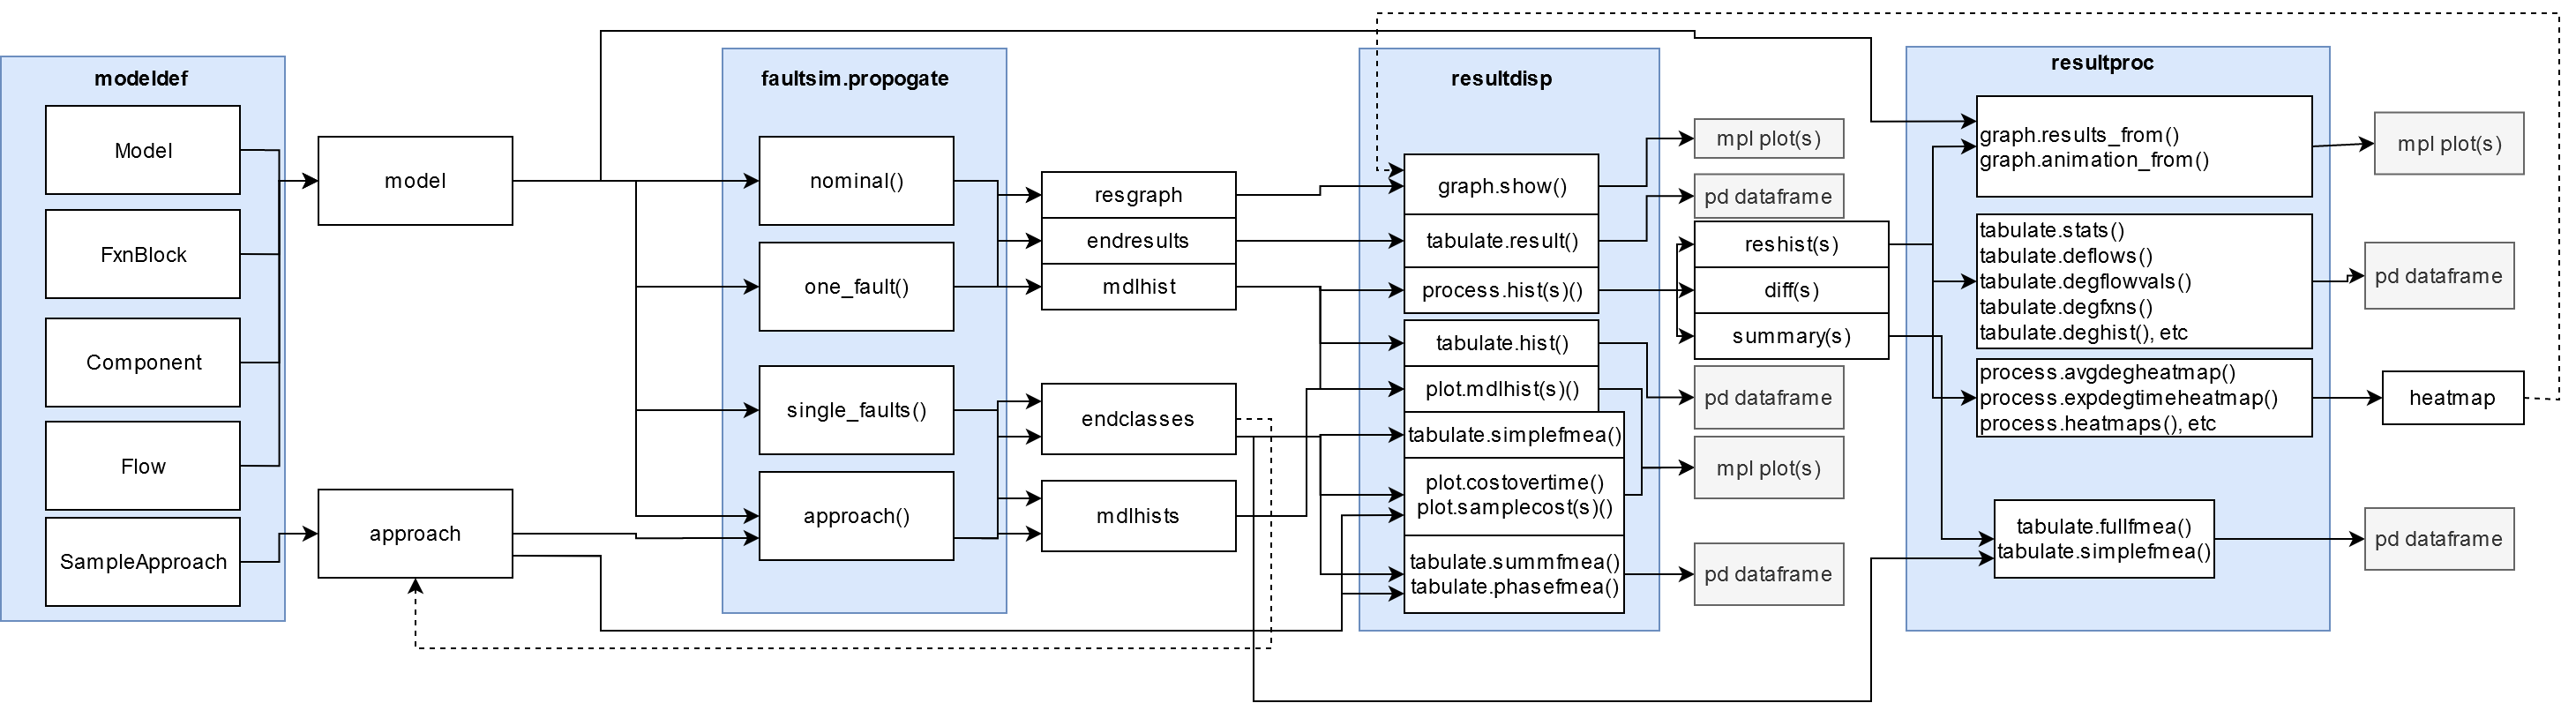 modeldef
Model
FxnBlock
Component
Flow
SampleApproach
model
approach
faultsim.propogate
nominal()
one_fault()
single_faults()
approach()
resgraph
endresults
mdlhist
endclasses
mdlhists
resultdisp
graph.show()
tabulate.result()
process.hist(s)()
tabulate.hist()
plot.mdlhist(s)()
tabulate.simplefmea()
plot.costovertime()
plot.samplecost(s)()
tabulate.summfmea()
tabulate.phasefmea()
mpl plot(s)
pd dataframe
reshist(s)
diff(s)
summary(s)
pd dataframe
mpl plot(s)
pd dataframe
resultproc
graph.results_from()
graph.animation_from()
tabulate.stats()
tabulate.deflows()
tabulate.degflowvals()
tabulate.degfxns()
tabulate.deghist(), etc
process.avgdegheatmap()
process.expdegtimeheatmap()
process.heatmaps(), etc
tabulate.fullfmea()
tabulate.simplefmea()
mpl plot(s)
pd dataframe
heatmap
pd dataframe